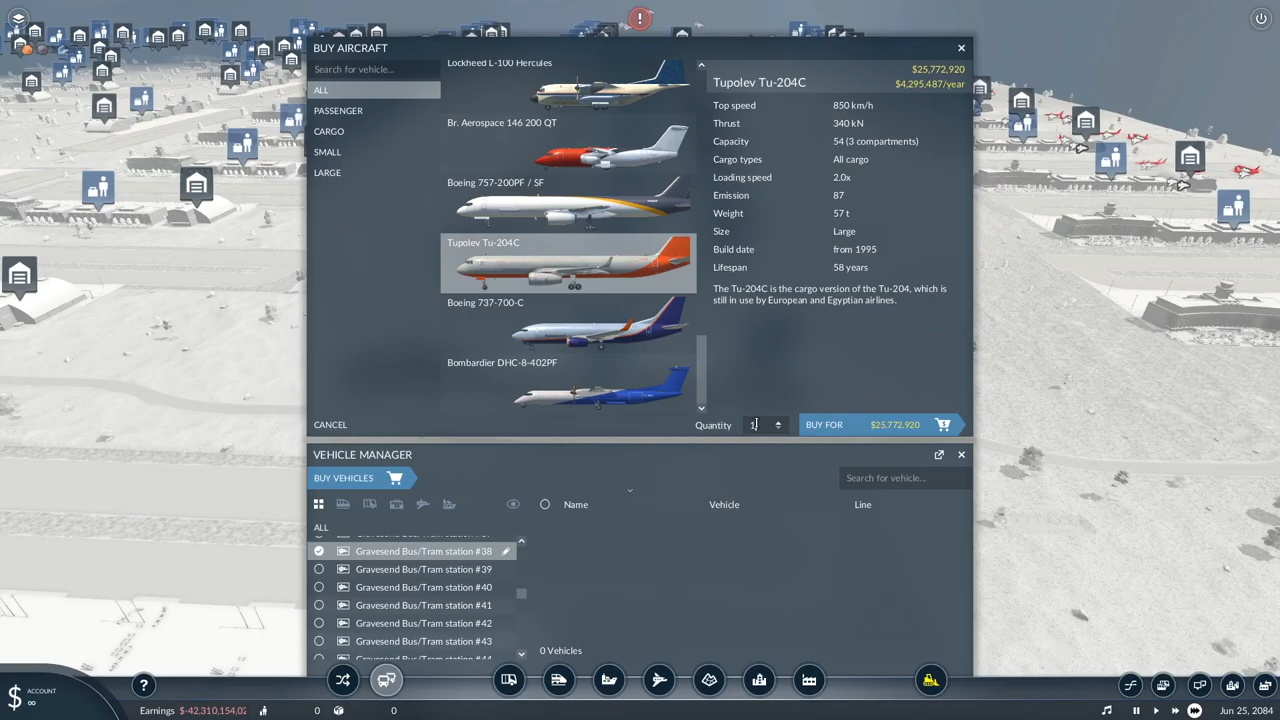 BUY AIRCRAFT
Search for vehicle...
ALL
PASSENGER
CARGO
SMALL
LARGE
Lockheed L-100 Hercules
Br. Aerospace 146 200 QT
Boeing 757-200PF / SF
Tupolev Tu-204C
Boeing 737-700-C
Bombardier DHC-8-402PF
$25,772,920
Tupolev Tu-204C
$4,295,487/year
Top speed 850 km/h
Thrust 340 kN
Capacity 54 (3 compartments)
Cargo types All cargo
Loading speed 2.0x
Emission 87
Weight 57 t
Size Large
Build date from 1995
Lifespan 58 years
The Tu-204C is the cargo version of the Tu-204, which is
still in use by European and Egyptian airlines.
CANCEL
Quantity 1
BUY FOR $25,772,920
VEHICLE MANAGER
BUY VEHICLES
Search for vehicle...
Name Vehicle Line
ALL
Gravesend Bus/Tram station #38
Gravesend Bus/Tram station #39
Gravesend Bus/Tram station #40
Gravesend Bus/Tram station #41
Gravesend Bus/Tram station #42
Gravesend Bus/Tram station #43
0 Vehicles
$ ACCOUNT
∞
?
Earnings $-42,310,154,02
0
0
Jun 25, 2084